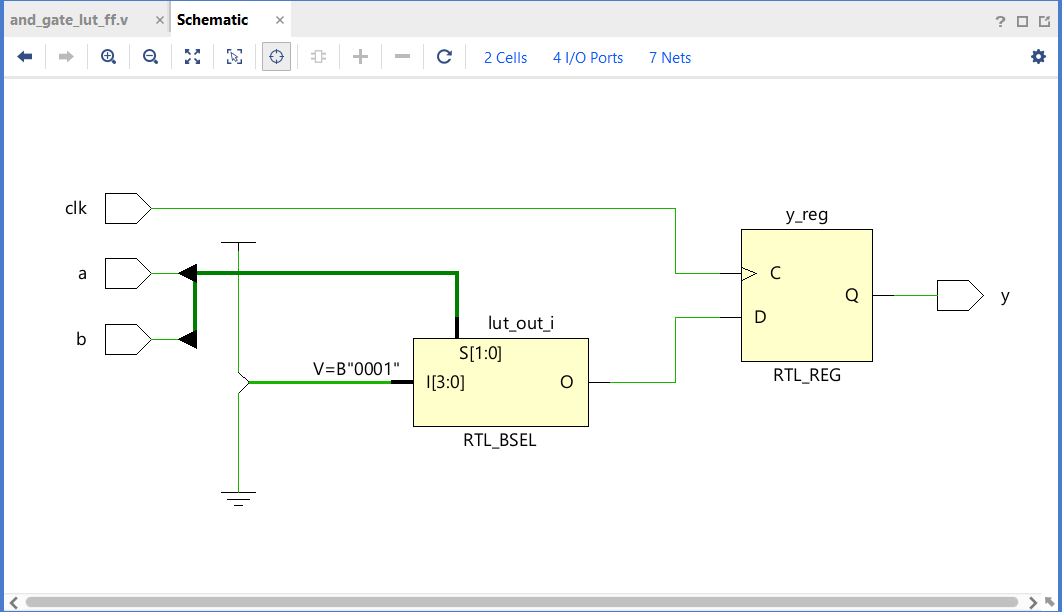 and_gate_lut_ff.v × Schematic ×
?
2 Cells 4 I/O Ports 7 Nets
clk
y_reg
a
C
Q
y
D
lut_out_i
b
S[1:0]
V=B"0001"
I[3:0]
O
RTL_REG
RTL_BSEL